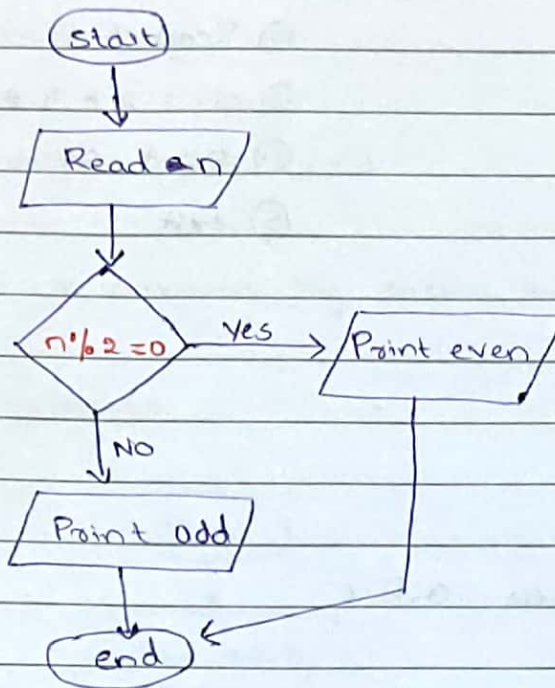 Start
Read n
n%2=0
Yes
Print even
NO
Print odd
end